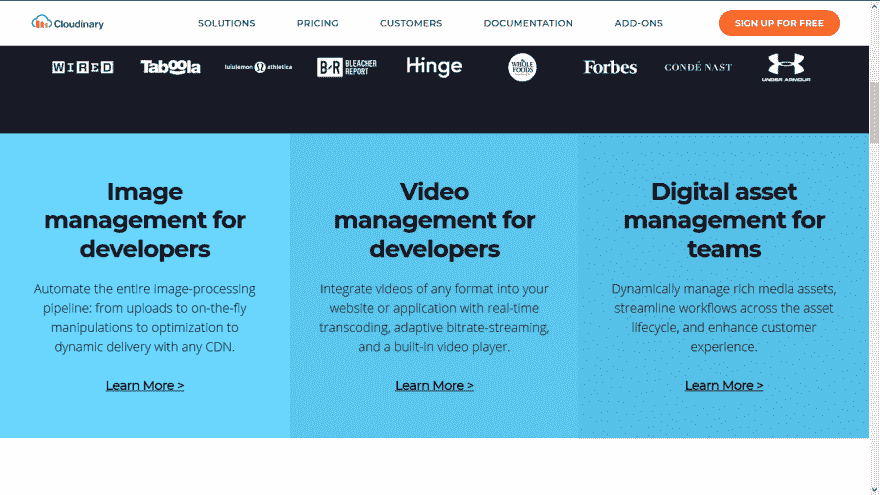 Cloudinary
SOLUTIONS
PRICING
CUSTOMERS
DOCUMENTATION
ADD-ONS
SIGN UP FOR FREE
WIRED
Taboola
lululemon athletica
B/R BLEACHER
REPORT
Hinge
WHOLE
FOODS
Forbes
CONDÉ NAST
UNDER ARMOUR
Image
management for
developers
Automate the entire image-processing
pipeline: from uploads to on-the-fly
manipulations to optimization to
dynamic delivery with any CDN.
Learn More >
Video
management for
developers
Integrate videos of any format into your
website or application with real-time
transcoding, adaptive bitrate-streaming,
and a built-in video player.
Learn More >
Digital asset
management for
teams
Dynamically manage rich media assets,
streamline workflows across the asset
lifecycle, and enhance customer
experience.
Learn More >